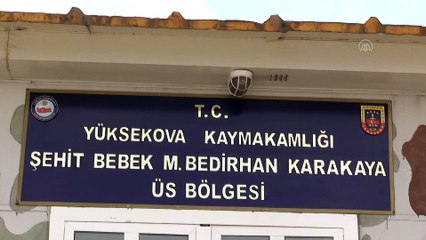 T.C.
YÜKSEKOVA KAYMAKAMLIĞI
ŞEHİT BEBEK M.BEDİRHAN KARAKAYA
ÜS BÖLGESİ